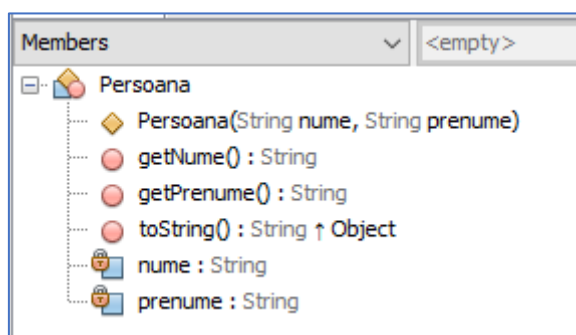 Members <empty>
Persoana
Persoana(String nume, String prenume)
getNume() : String
getPrenume() : String
toString() : String ↑ Object
nume : String
prenume : String